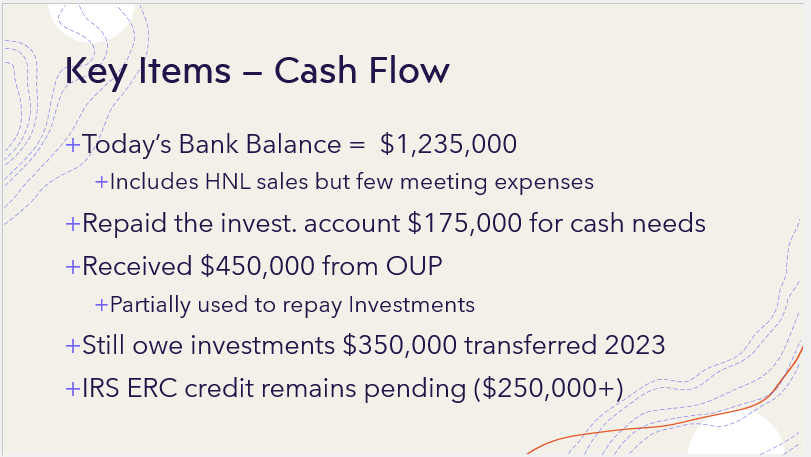 Key Items – Cash Flow
+Today's Bank Balance =  $1,235,000
+Includes HNL sales but few meeting expenses
+Repaid the invest. account $175,000 for cash needs
+Received $450,000 from OUP
+Partially used to repay Investments
+Still owe investments $350,000 transferred 2023
+IRS ERC credit remains pending ($250,000+)